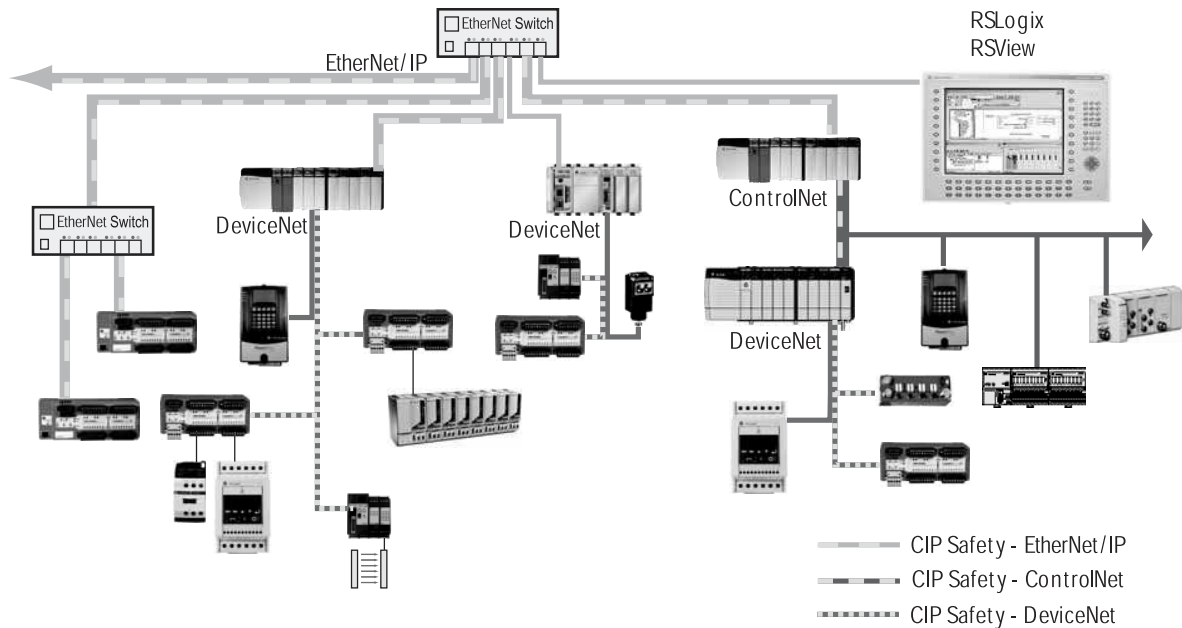 EtherNet Switch
RSLogix
RSView
EtherNet/IP
ControlNet
EtherNet Switch
DeviceNet
DeviceNet
DeviceNet
CIP Safety - EtherNet/IP
CIP Safety - ControlNet
CIP Safety - DeviceNet